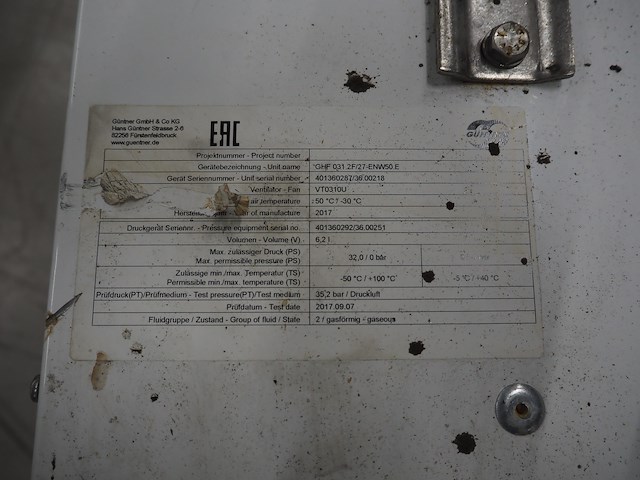 Güntner GmbH & Co KG
Hans Güntner Strasse 2-6
82256 Fürstenfeldbruck
www.guentner.de
EAC
GÜNTNER
Projektnummer - Project number
Gerätebezeichnung - Unit name GHF 031.2F/27-ENW50.E
Gerät Seriennummer - Unit serial number 401360287/36.00218
Ventilator - Fan VT0310U
air temperature 50 °C / -30 °C
of manufacture 2017
Druckgerät Seriennr. - Pressure equipment serial no. 401360292/36.00251
Volumen - Volume (V) 6,2 l
Max. zulässiger Druck (PS)
Max. permissible pressure (PS) 32,0 / 0 bar
Zulässige min./max. Temperatur (TS)
Permissible min./max. temperature (TS) -50 °C / +100 °C -5 °C / +40 °C
Prüfdruck(PT)/Prüfmedium - Test pressure(PT)/Test medium 35,2 bar / Druckluft
Prüfdatum - Test date 2017.09.07
Fluidgruppe / Zustand - Group of fluid / State 2 / gasförmig - gaseous